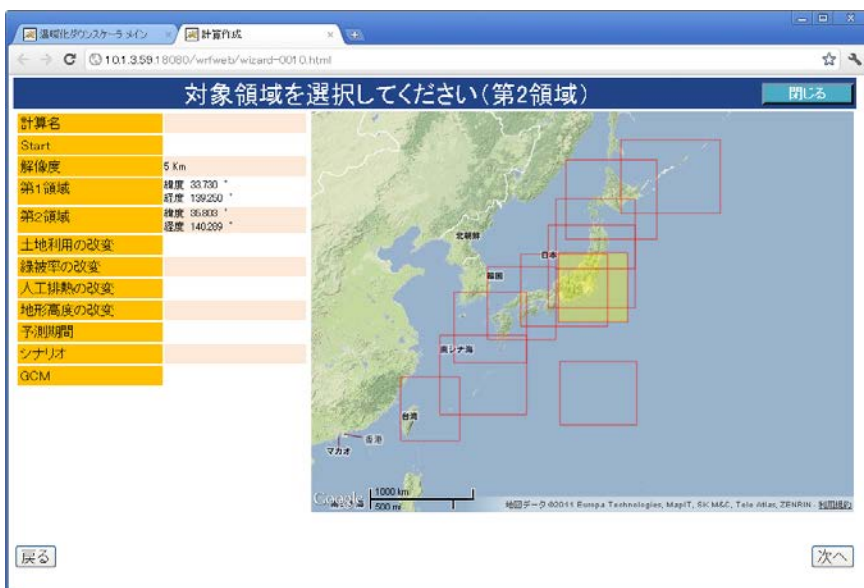 温暖化ダウンスケーラ メイン
計算作成
10.1.3.59:18080/wrfweb/wizard-0010.html
対象領域を選択してください(第2領域)
閉じる
計算名
Start
解像度 5 Km
第1領域 緯度 33.730 °
経度 139.250 °
第2領域 緯度 35.803 °
経度 140.289 °
土地利用の改変
緑被率の改変
人工排熱の改変
地形高度の改変
予測期間
シナリオ
GCM
北朝鮮
日本
韓国
東シナ海
台湾
香港
マカオ
Google
1000 km
500 mi
地図データ ©2011 Europa Technologies, MapIT, SK M&C, Tele Atlas, ZENRIN - 利用規約
戻る
次へ